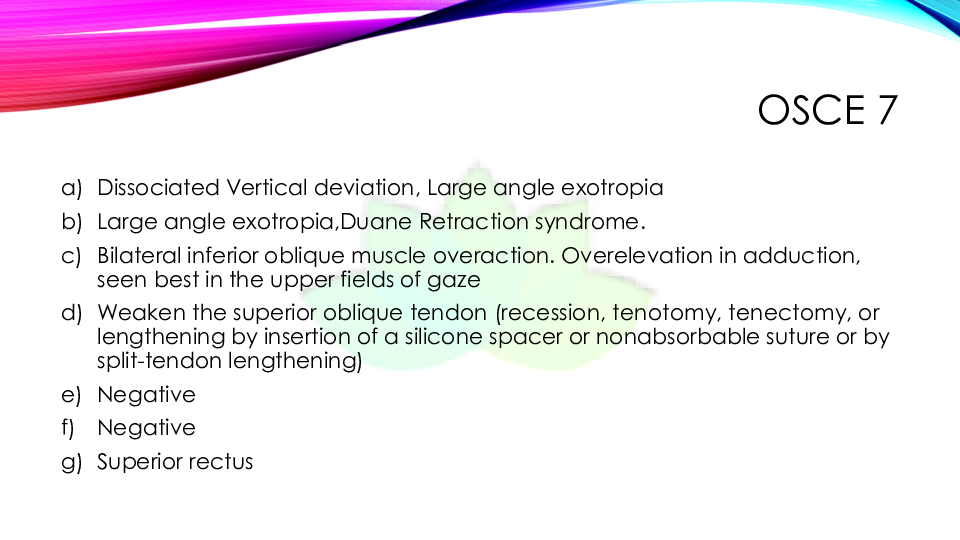 OSCE 7
a) Dissociated Vertical deviation, Large angle exotropia
b) Large angle exotropia,Duane Retraction syndrome.
c) Bilateral inferior oblique muscle overaction. Overelevation in adduction,
seen best in the upper fields of gaze
d) Weaken the superior oblique tendon (recession, tenotomy, tenectomy, or
lengthening by insertion of a silicone spacer or nonabsorbable suture or by
split-tendon lengthening)
e) Negative
f) Negative
g) Superior rectus